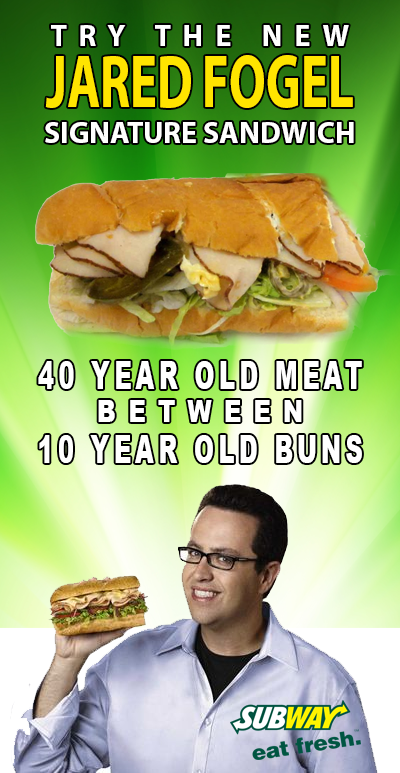 TRY THE NEW
JARED FOGEL
SIGNATURE SANDWICH
40 YEAR OLD MEAT
BETWEEN
10 YEAR OLD BUNS
SUBWAY
eat fresh.